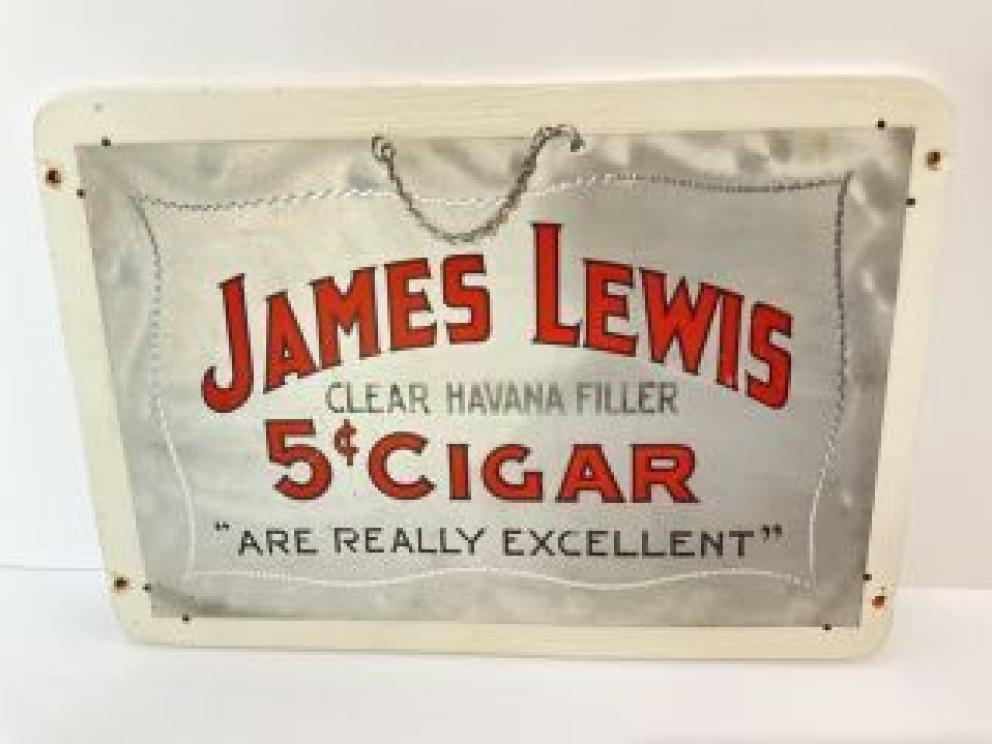 JAMES LEWIS
CLEAR HAVANA FILLER
5¢ CIGAR
"ARE REALLY EXCELLENT"